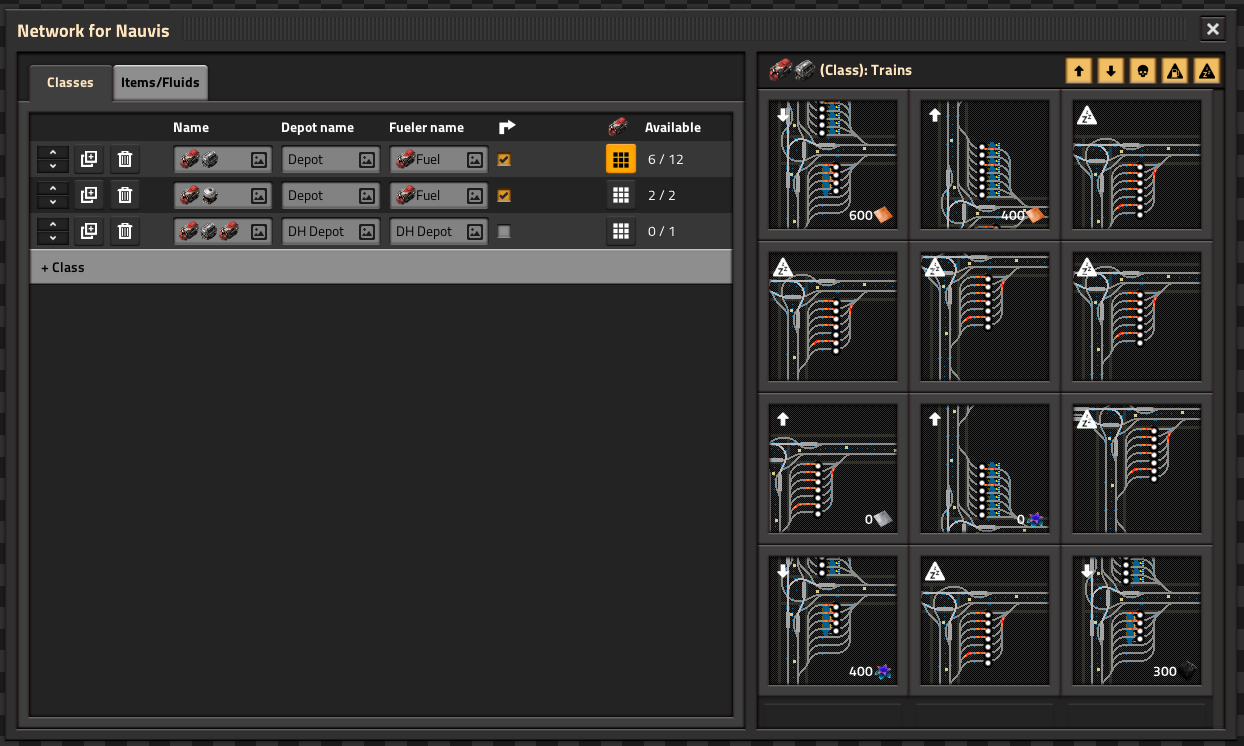 Network for Nauvis
Classes Items/Fluids
Name Depot name Fueler name Available
Depot Fuel 6 / 12
Depot Fuel 2 / 2
DH Depot DH Depot 0 / 1
+ Class
(Class): Trains
600 400
0 0
400 300